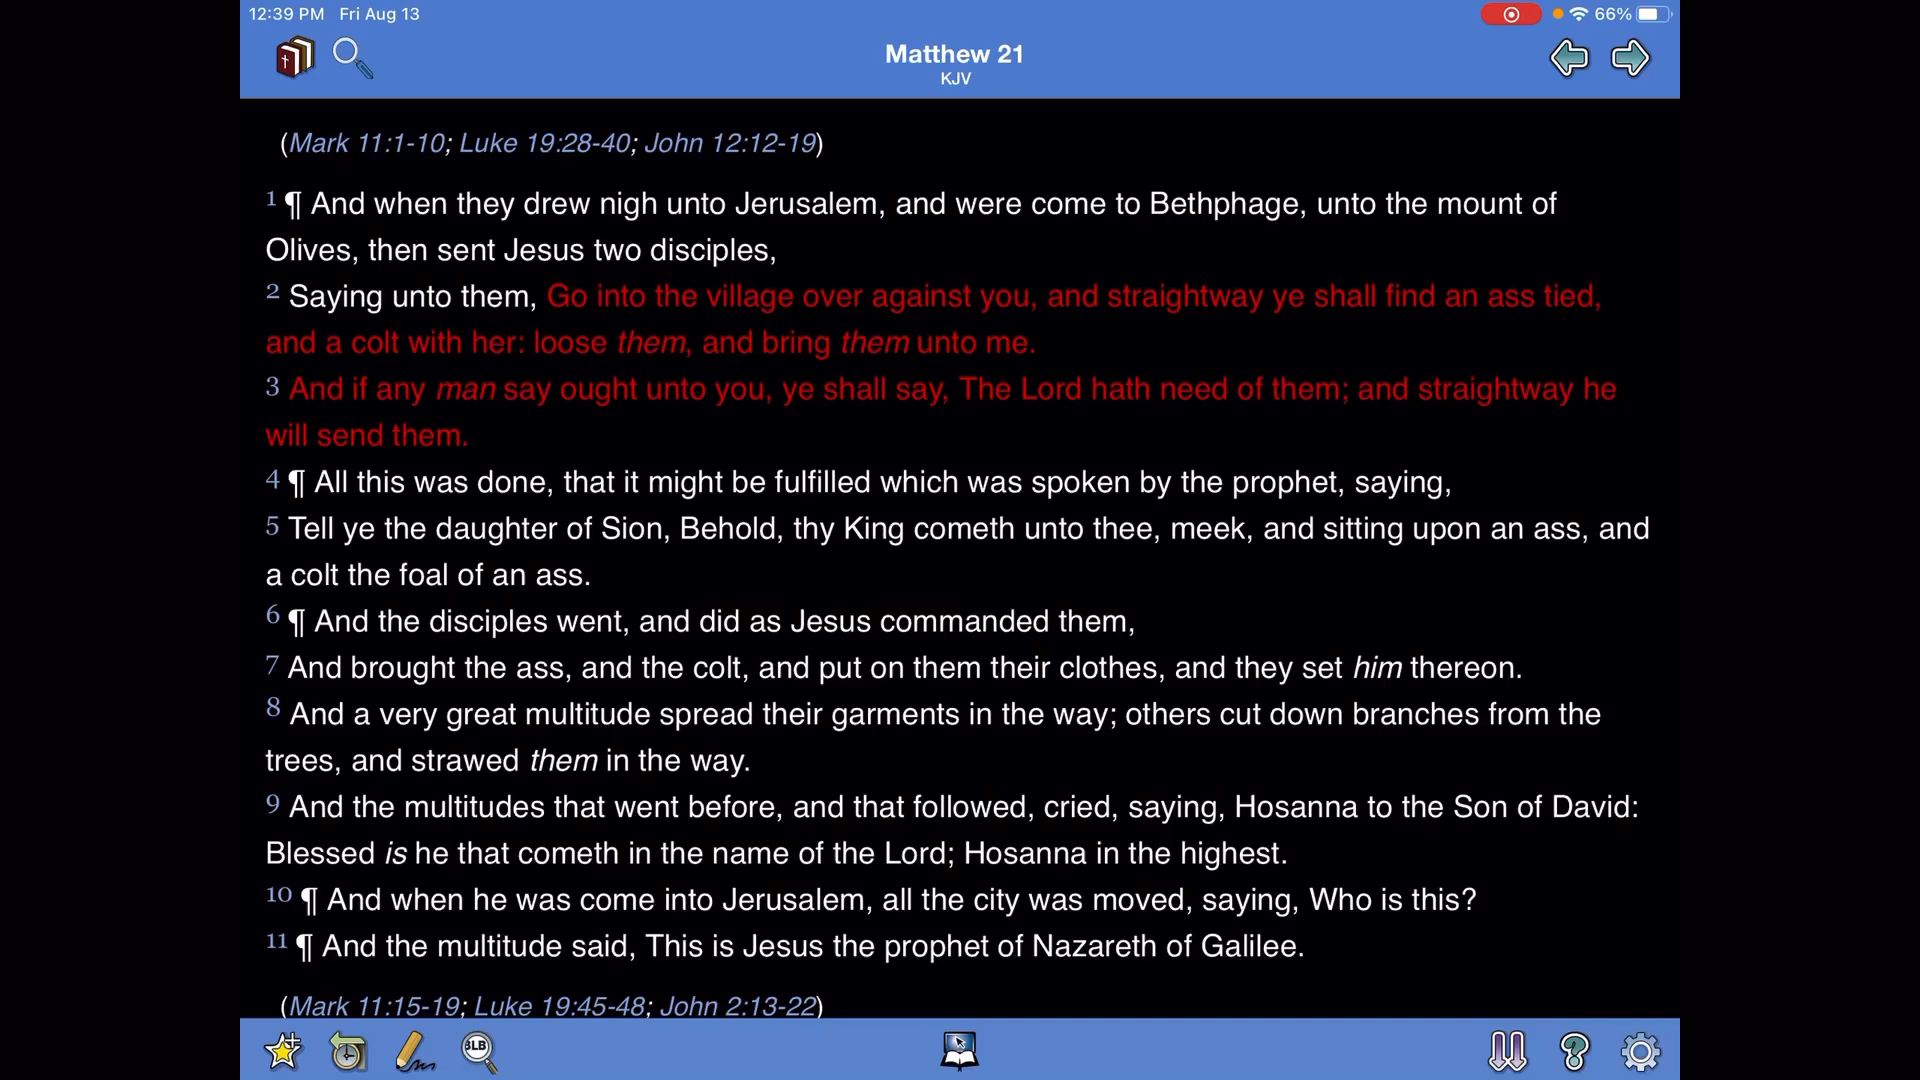 12:39 PM Fri Aug 13
66%
Matthew 21
KJV
(Mark 11:1-10; Luke 19:28-40; John 12:12-19)
1 ¶ And when they drew nigh unto Jerusalem, and were come to Bethphage, unto the mount of
Olives, then sent Jesus two disciples,
2 Saying unto them, Go into the village over against you, and straightway ye shall find an ass tied,
and a colt with her: loose them, and bring them unto me.
3 And if any man say ought unto you, ye shall say, The Lord hath need of them; and straightway he
will send them.
4 ¶ All this was done, that it might be fulfilled which was spoken by the prophet, saying,
5 Tell ye the daughter of Sion, Behold, thy King cometh unto thee, meek, and sitting upon an ass, and
a colt the foal of an ass.
6 ¶ And the disciples went, and did as Jesus commanded them,
7 And brought the ass, and the colt, and put on them their clothes, and they set him thereon.
8 And a very great multitude spread their garments in the way; others cut down branches from the
trees, and strawed them in the way.
9 And the multitudes that went before, and that followed, cried, saying, Hosanna to the Son of David:
Blessed is he that cometh in the name of the Lord; Hosanna in the highest.
10 ¶ And when he was come into Jerusalem, all the city was moved, saying, Who is this?
11 ¶ And the multitude said, This is Jesus the prophet of Nazareth of Galilee.
(Mark 11:15-19; Luke 19:45-48; John 2:13-22)
BLB